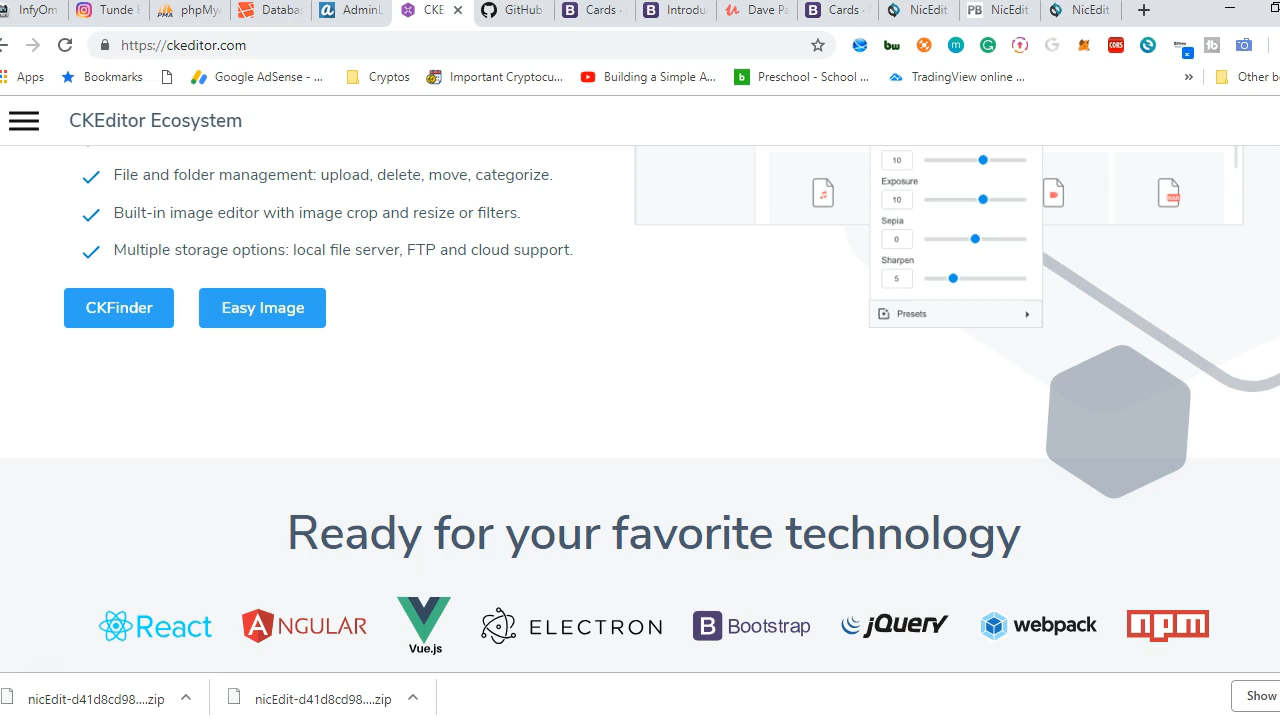 InfyOm
Tunde
phpMy
Databa
AdminL
CKE
GitHub
Cards
Introdu
Dave Pa
Cards
NicEdit
NicEdit
NicEdit
https://ckeditor.com
Apps
Bookmarks
Google AdSense - ...
Cryptos
Important Cryptocu...
Building a Simple A...
Preschool - School ...
TradingView online ...
Other b
CKEditor Ecosystem
File and folder management: upload, delete, move, categorize.
Built-in image editor with image crop and resize or filters.
Multiple storage options: local file server, FTP and cloud support.
CKFinder
Easy Image
10
Exposure
10
Sepia
0
Sharpen
5
Presets
Ready for your favorite technology
React
ANGULAR
Vue.js
ELECTRON
B Bootstrap
jQuery
webpack
npm
nicEdit-d41d8cd98....zip
nicEdit-d41d8cd98....zip
Show